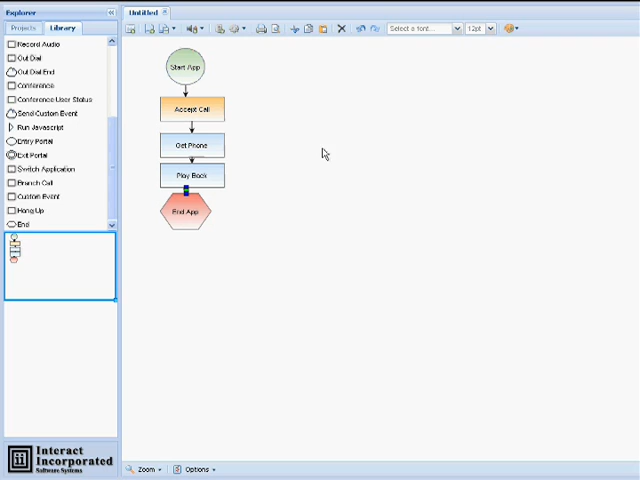 Explorer
Projects
Library
Record Audio
Out Dial
Out Dial End
Conference
Conference User Status
Send Custom Event
Run Javascript
Entry Portal
Exit Portal
Switch Application
Branch Call
Custom Event
Hang Up
End
Interact
Incorporated
Software Systems
Untitled
Select a font...
12pt
Start App
Accept Call
Get Phone
Play Back
End App
Zoom
Options